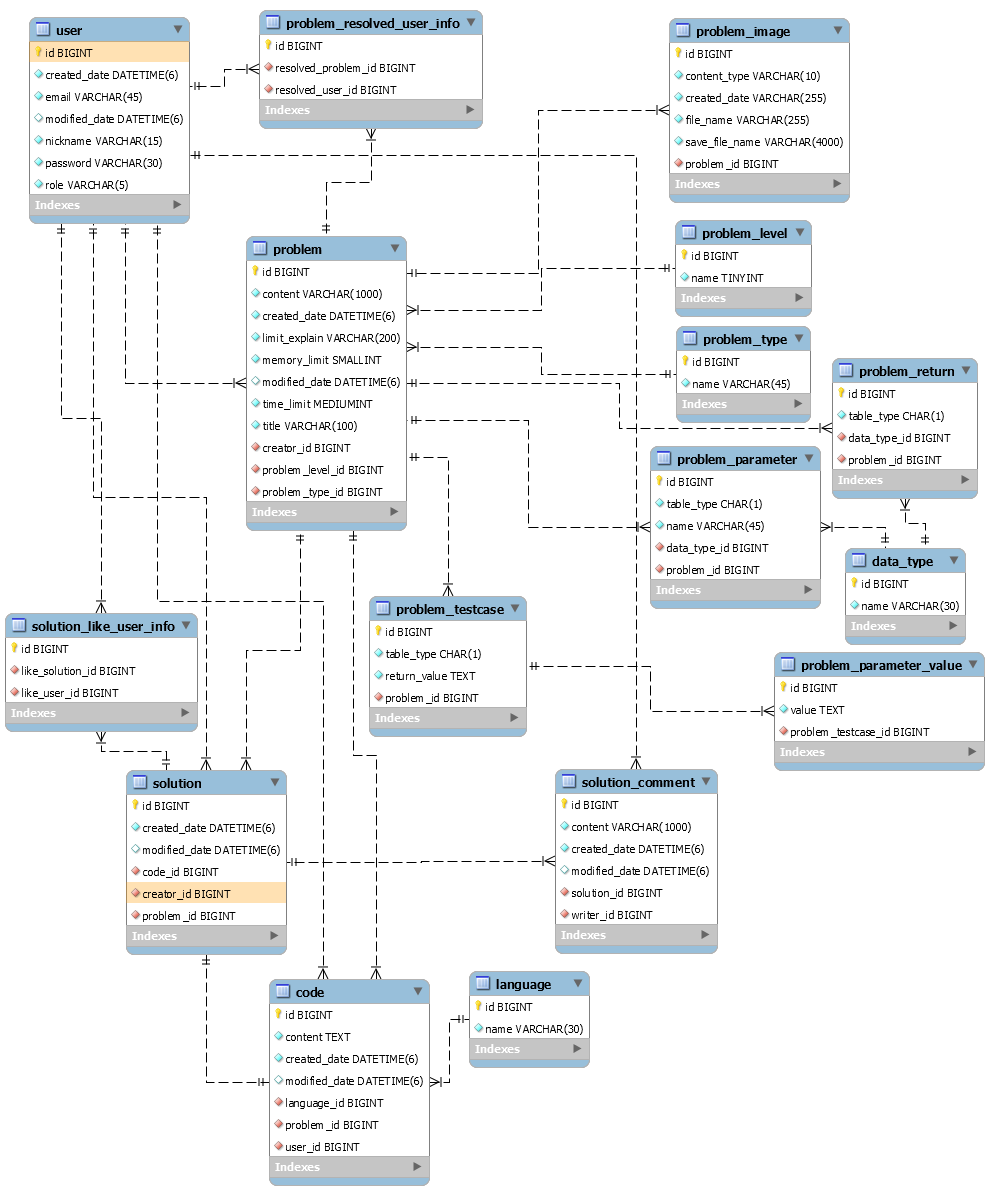 user
id BIGINT
created_date DATETIME(6)
email VARCHAR(45)
modified_date DATETIME(6)
nickname VARCHAR(15)
password VARCHAR(30)
role VARCHAR(5)
Indexes
problem_resolved_user_info
id BIGINT
resolved_problem_id BIGINT
resolved_user_id BIGINT
Indexes
problem_image
id BIGINT
content_type VARCHAR(10)
created_date VARCHAR(255)
file_name VARCHAR(255)
save_file_name VARCHAR(4000)
problem_id BIGINT
Indexes
problem
id BIGINT
content VARCHAR(1000)
created_date DATETIME(6)
limit_explain VARCHAR(200)
memory_limit SMALLINT
modified_date DATETIME(6)
time_limit MEDIUMINT
title VARCHAR(100)
creator_id BIGINT
problem_level_id BIGINT
problem_type_id BIGINT
Indexes
problem_level
id BIGINT
name TINYINT
Indexes
problem_type
id BIGINT
name VARCHAR(45)
Indexes
problem_return
id BIGINT
table_type CHAR(1)
data_type_id BIGINT
problem_id BIGINT
Indexes
problem_parameter
id BIGINT
table_type CHAR(1)
name VARCHAR(45)
data_type_id BIGINT
problem_id BIGINT
Indexes
data_type
id BIGINT
name VARCHAR(30)
Indexes
problem_testcase
id BIGINT
table_type CHAR(1)
return_value TEXT
problem_id BIGINT
Indexes
solution_like_user_info
id BIGINT
like_solution_id BIGINT
like_user_id BIGINT
Indexes
problem_parameter_value
id BIGINT
value TEXT
problem_testcase_id BIGINT
Indexes
solution
id BIGINT
created_date DATETIME(6)
modified_date DATETIME(6)
code_id BIGINT
creator_id BIGINT
problem_id BIGINT
Indexes
solution_comment
id BIGINT
content VARCHAR(1000)
created_date DATETIME(6)
modified_date DATETIME(6)
solution_id BIGINT
writer_id BIGINT
Indexes
code
id BIGINT
content TEXT
created_date DATETIME(6)
modified_date DATETIME(6)
language_id BIGINT
problem_id BIGINT
user_id BIGINT
Indexes
language
id BIGINT
name VARCHAR(30)
Indexes